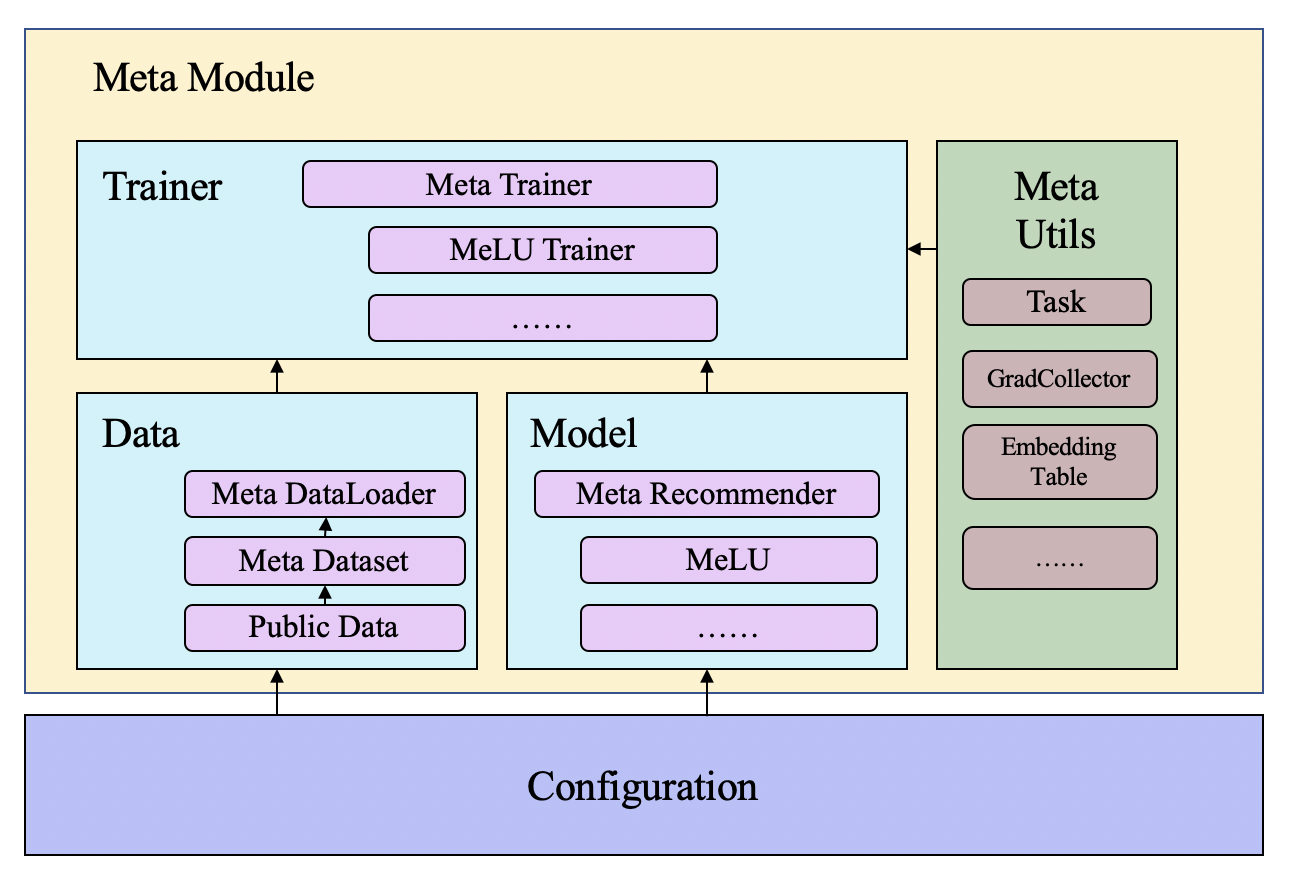 Meta Module
Trainer
Meta Trainer
MeLU Trainer
……
Data
Meta DataLoader
Meta Dataset
Public Data
Model
Meta Recommender
MeLU
……
Meta
Utils
Task
GradCollector
Embedding
Table
……
Configuration